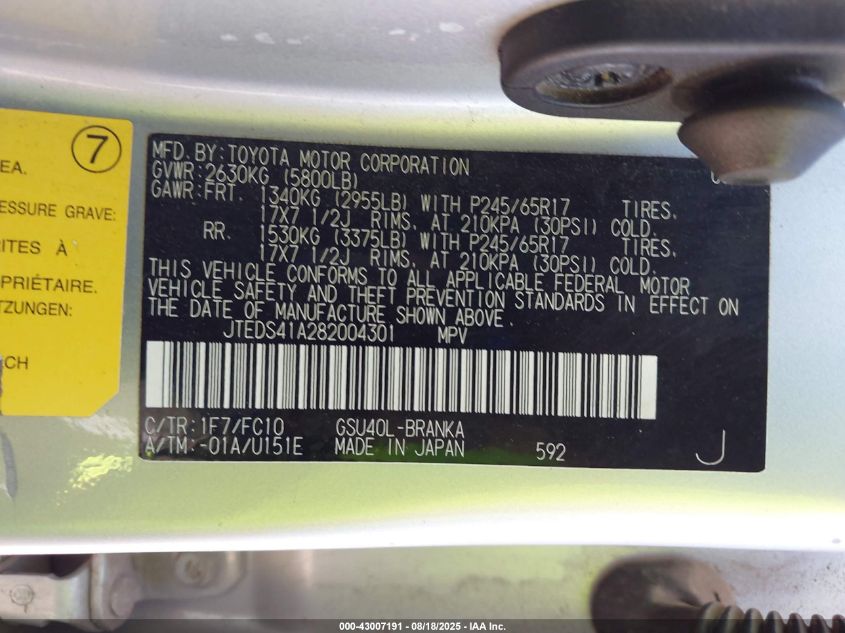 7
EA.
ESSURE GRAVE:
RITES À
OPRIÉTAIRE.
TZUNGEN:
CH
MFD. BY: TOYOTA MOTOR CORPORATION
GVWR: 2630KG (5800LB)
GAWR: FRT. 1340KG (2955LB) WITH P245/65R17 TIRES,
17X7 1/2J RIMS, AT 210KPA (30PSI) COLD.
RR. 1530KG (3375LB) WITH P245/65R17 TIRES,
17X7 1/2J RIMS, AT 210KPA (30PSI) COLD.
THIS VEHICLE CONFORMS TO ALL APPLICABLE FEDERAL MOTOR
VEHICLE SAFETY AND THEFT PREVENTION STANDARDS IN EFFECT ON
THE DATE OF MANUFACTURE SHOWN ABOVE.
JTEDS41A282004301 MPV
C/TR: 1F7/FC10 GSU40L-BRANKA
A/TM: -01A/U151E MADE IN JAPAN 592 J
000-43007191 - 08/18/2025 - IAA Inc.